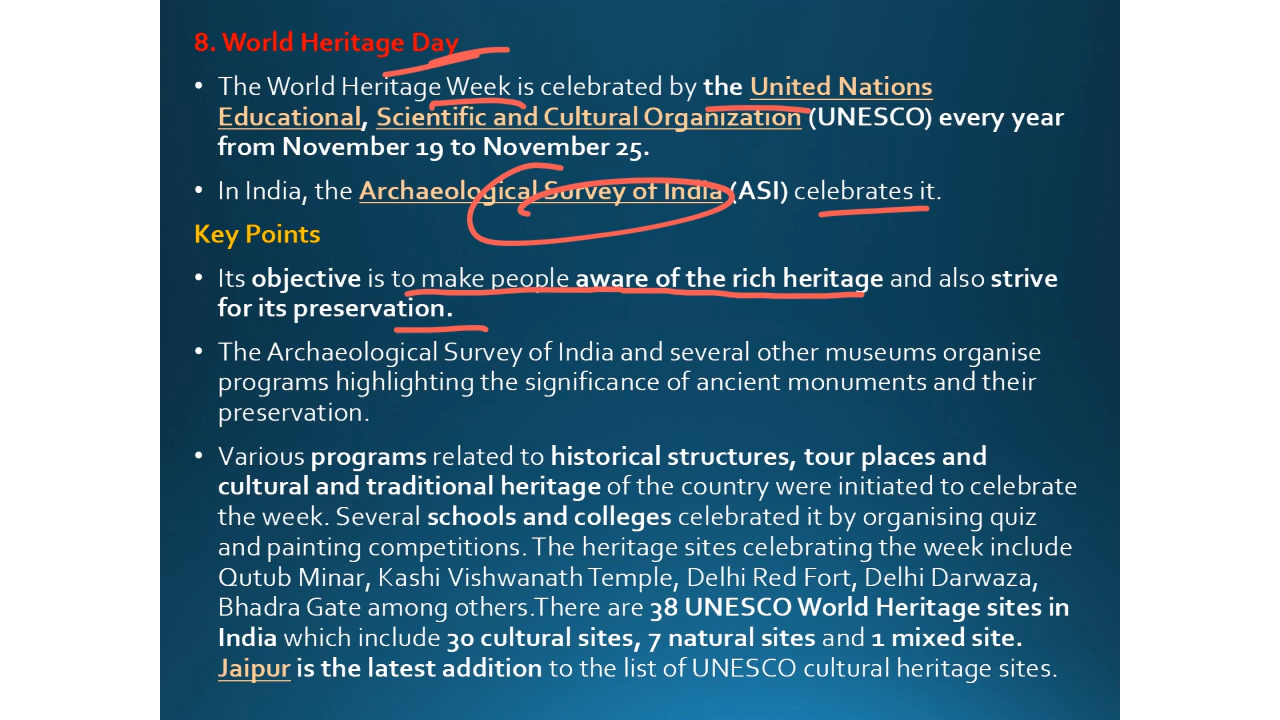 8. World Heritage Day
• The World Heritage Week is celebrated by the United Nations
Educational, Scientific and Cultural Organization (UNESCO) every year
from November 19 to November 25.
• In India, the Archaeological Survey of India (ASI) celebrates it.
Key Points
• Its objective is to make people aware of the rich heritage and also strive
for its preservation.
• The Archaeological Survey of India and several other museums organise
programs highlighting the significance of ancient monuments and their
preservation.
• Various programs related to historical structures, tour places and
cultural and traditional heritage of the country were initiated to celebrate
the week. Several schools and colleges celebrated it by organising quiz
and painting competitions. The heritage sites celebrating the week include
Qutub Minar, Kashi Vishwanath Temple, Delhi Red Fort, Delhi Darwaza,
Bhadra Gate among others.There are 38 UNESCO World Heritage sites in
India which include 30 cultural sites, 7 natural sites and 1 mixed site.
Jaipur is the latest addition to the list of UNESCO cultural heritage sites.